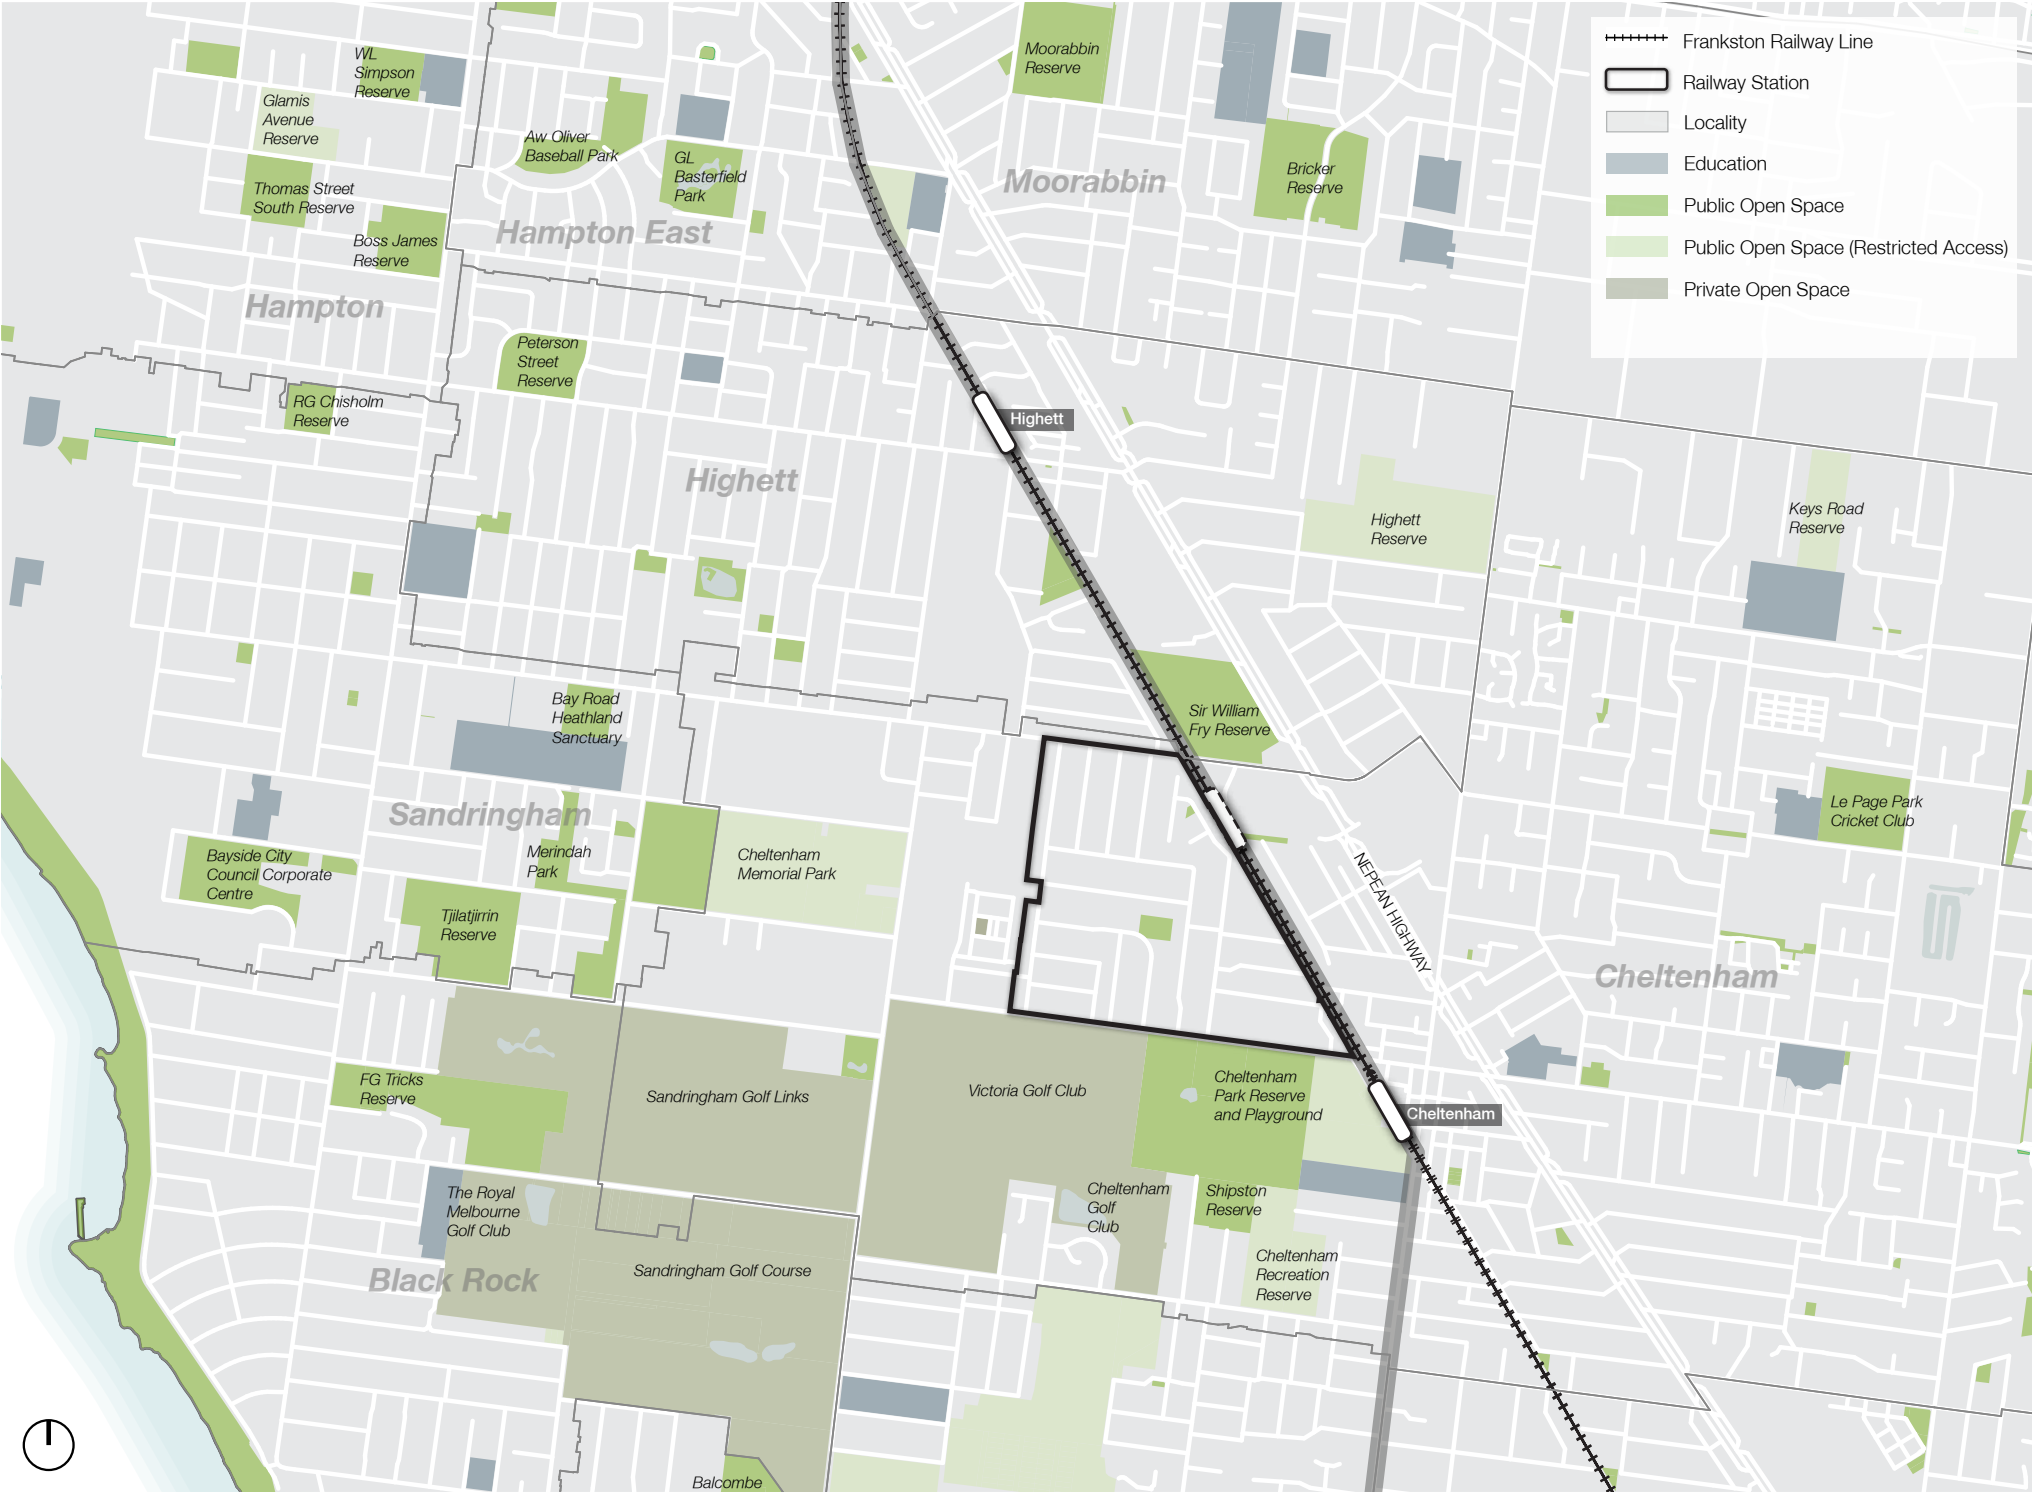 WL
Simpson
Reserve
Glamis
Avenue
Reserve
Thomas Street
South Reserve
Boss James
Reserve
Aw Oliver
Baseball Park
GL
Basterfield
Park
Hampton East
Hampton
Moorabbin
Reserve
Moorabbin
Bricker
Reserve
Frankston Railway Line
Railway Station
Locality
Education
Public Open Space
Public Open Space (Restricted Access)
Private Open Space
Peterson
Street
Reserve
RG Chisholm
Reserve
Highett
Highett
Highett
Reserve
Keys Road
Reserve
Bay Road
Heathland
Sanctuary
Sir William
Fry Reserve
Sandringham
Merindah
Park
Bayside City
Council Corporate
Centre
Tjilatjirrin
Reserve
Cheltenham
Memorial Park
Le Page Park
Cricket Club
NEPEAN HIGHWAY
Cheltenham
FG Tricks
Reserve
Sandringham Golf Links
Victoria Golf Club
Cheltenham
Park Reserve
and Playground
Cheltenham
The Royal
Melbourne
Golf Club
Cheltenham
Golf
Club
Shipston
Reserve
Black Rock
Sandringham Golf Course
Cheltenham
Recreation
Reserve
Balcombe